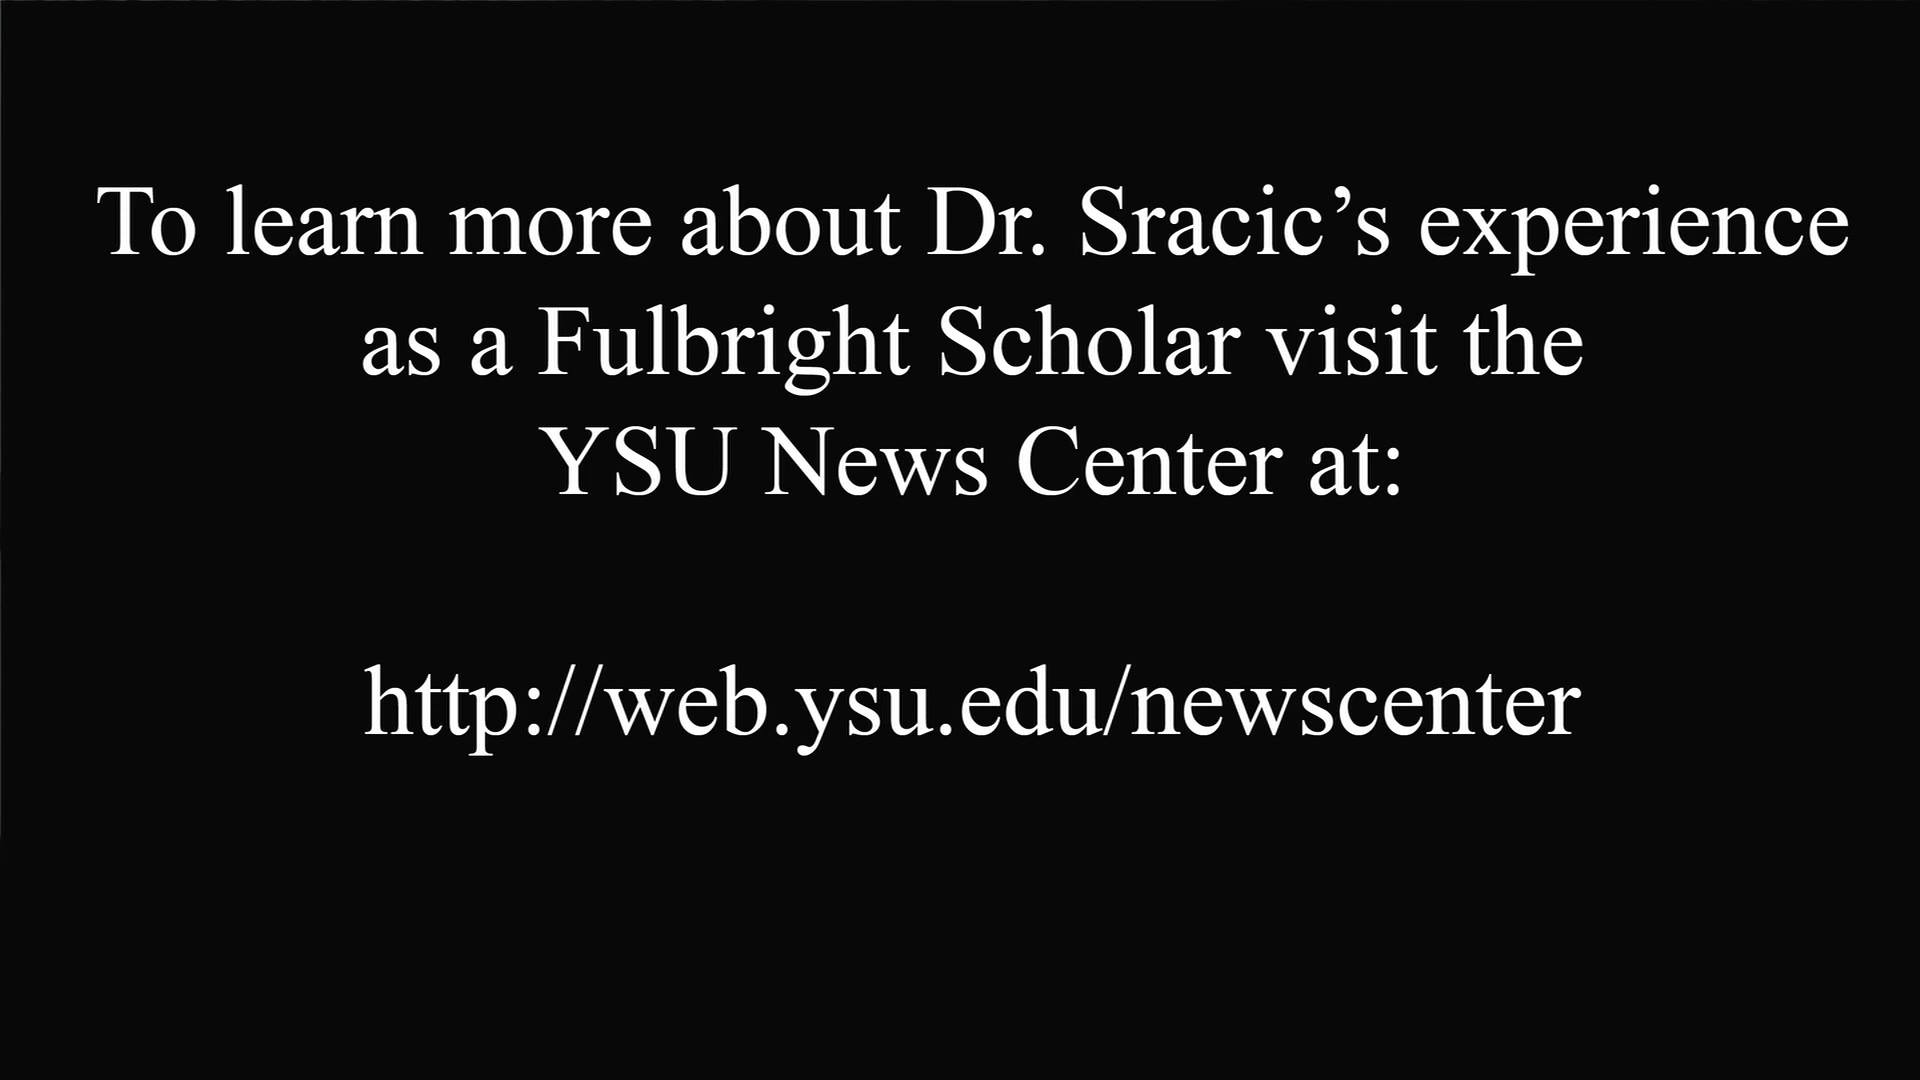 To learn more about Dr. Sracic’s experience
as a Fulbright Scholar visit the
YSU News Center at:
http://web.ysu.edu/newscenter